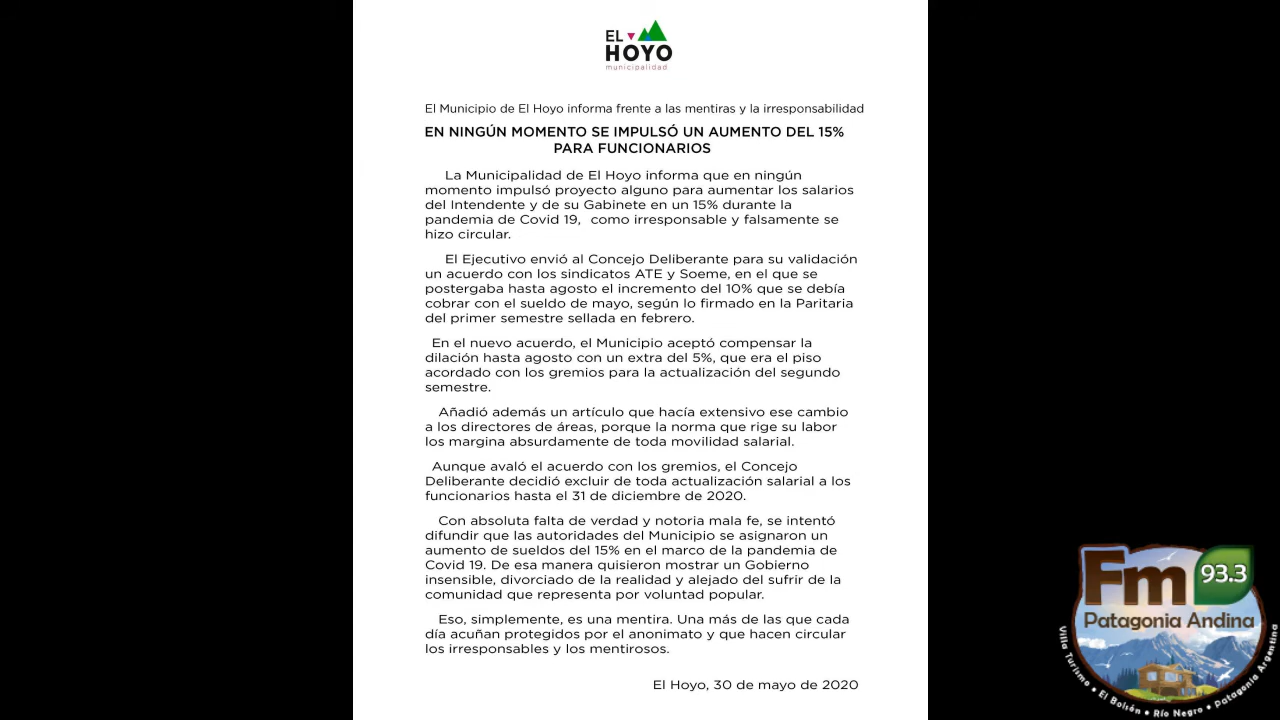 EL
HOYO
municipalidad
El Municipio de El Hoyo informa frente a las mentiras y la irresponsabilidad
EN NINGÚN MOMENTO SE IMPULSÓ UN AUMENTO DEL 15%
PARA FUNCIONARIOS
La Municipalidad de El Hoyo informa que en ningún
momento impulsó proyecto alguno para aumentar los salarios
del Intendente y de su Gabinete en un 15% durante la
pandemia de Covid 19, como irresponsable y falsamente se
hizo circular.
El Ejecutivo envió al Concejo Deliberante para su validación
un acuerdo con los sindicatos ATE y Soeme, en el que se
postergaba hasta agosto el incremento del 10% que se debía
cobrar con el sueldo de mayo, según lo firmado en la Paritaria
del primer semestre sellada en febrero.
En el nuevo acuerdo, el Municipio aceptó compensar la
dilación hasta agosto con un extra del 5%, que era el piso
acordado con los gremios para la actualización del segundo
semestre.
Añadió además un artículo que hacía extensivo ese cambio
a los directores de áreas, porque la norma que rige su labor
los margina absurdamente de toda movilidad salarial.
Aunque avaló el acuerdo con los gremios, el Concejo
Deliberante decidió excluir de toda actualización salarial a los
funcionarios hasta el 31 de diciembre de 2020.
Con absoluta falta de verdad y notoria mala fe, se intentó
difundir que las autoridades del Municipio se asignaron un
aumento de sueldos del 15% en el marco de la pandemia de
Covid 19. De esa manera quisieron mostrar un Gobierno
insensible, divorciado de la realidad y alejado del sufrir de la
comunidad que representa por voluntad popular.
Eso, simplemente, es una mentira. Una más de las que cada
día acuñan protegidos por el anonimato y que hacen circular
los irresponsables y los mentirosos.
El Hoyo, 30 de mayo de 2020
Fm 93.3
Patagonia Andina
Villa Turismo • El Bolsón • Río Negro • Patagonia Argentina